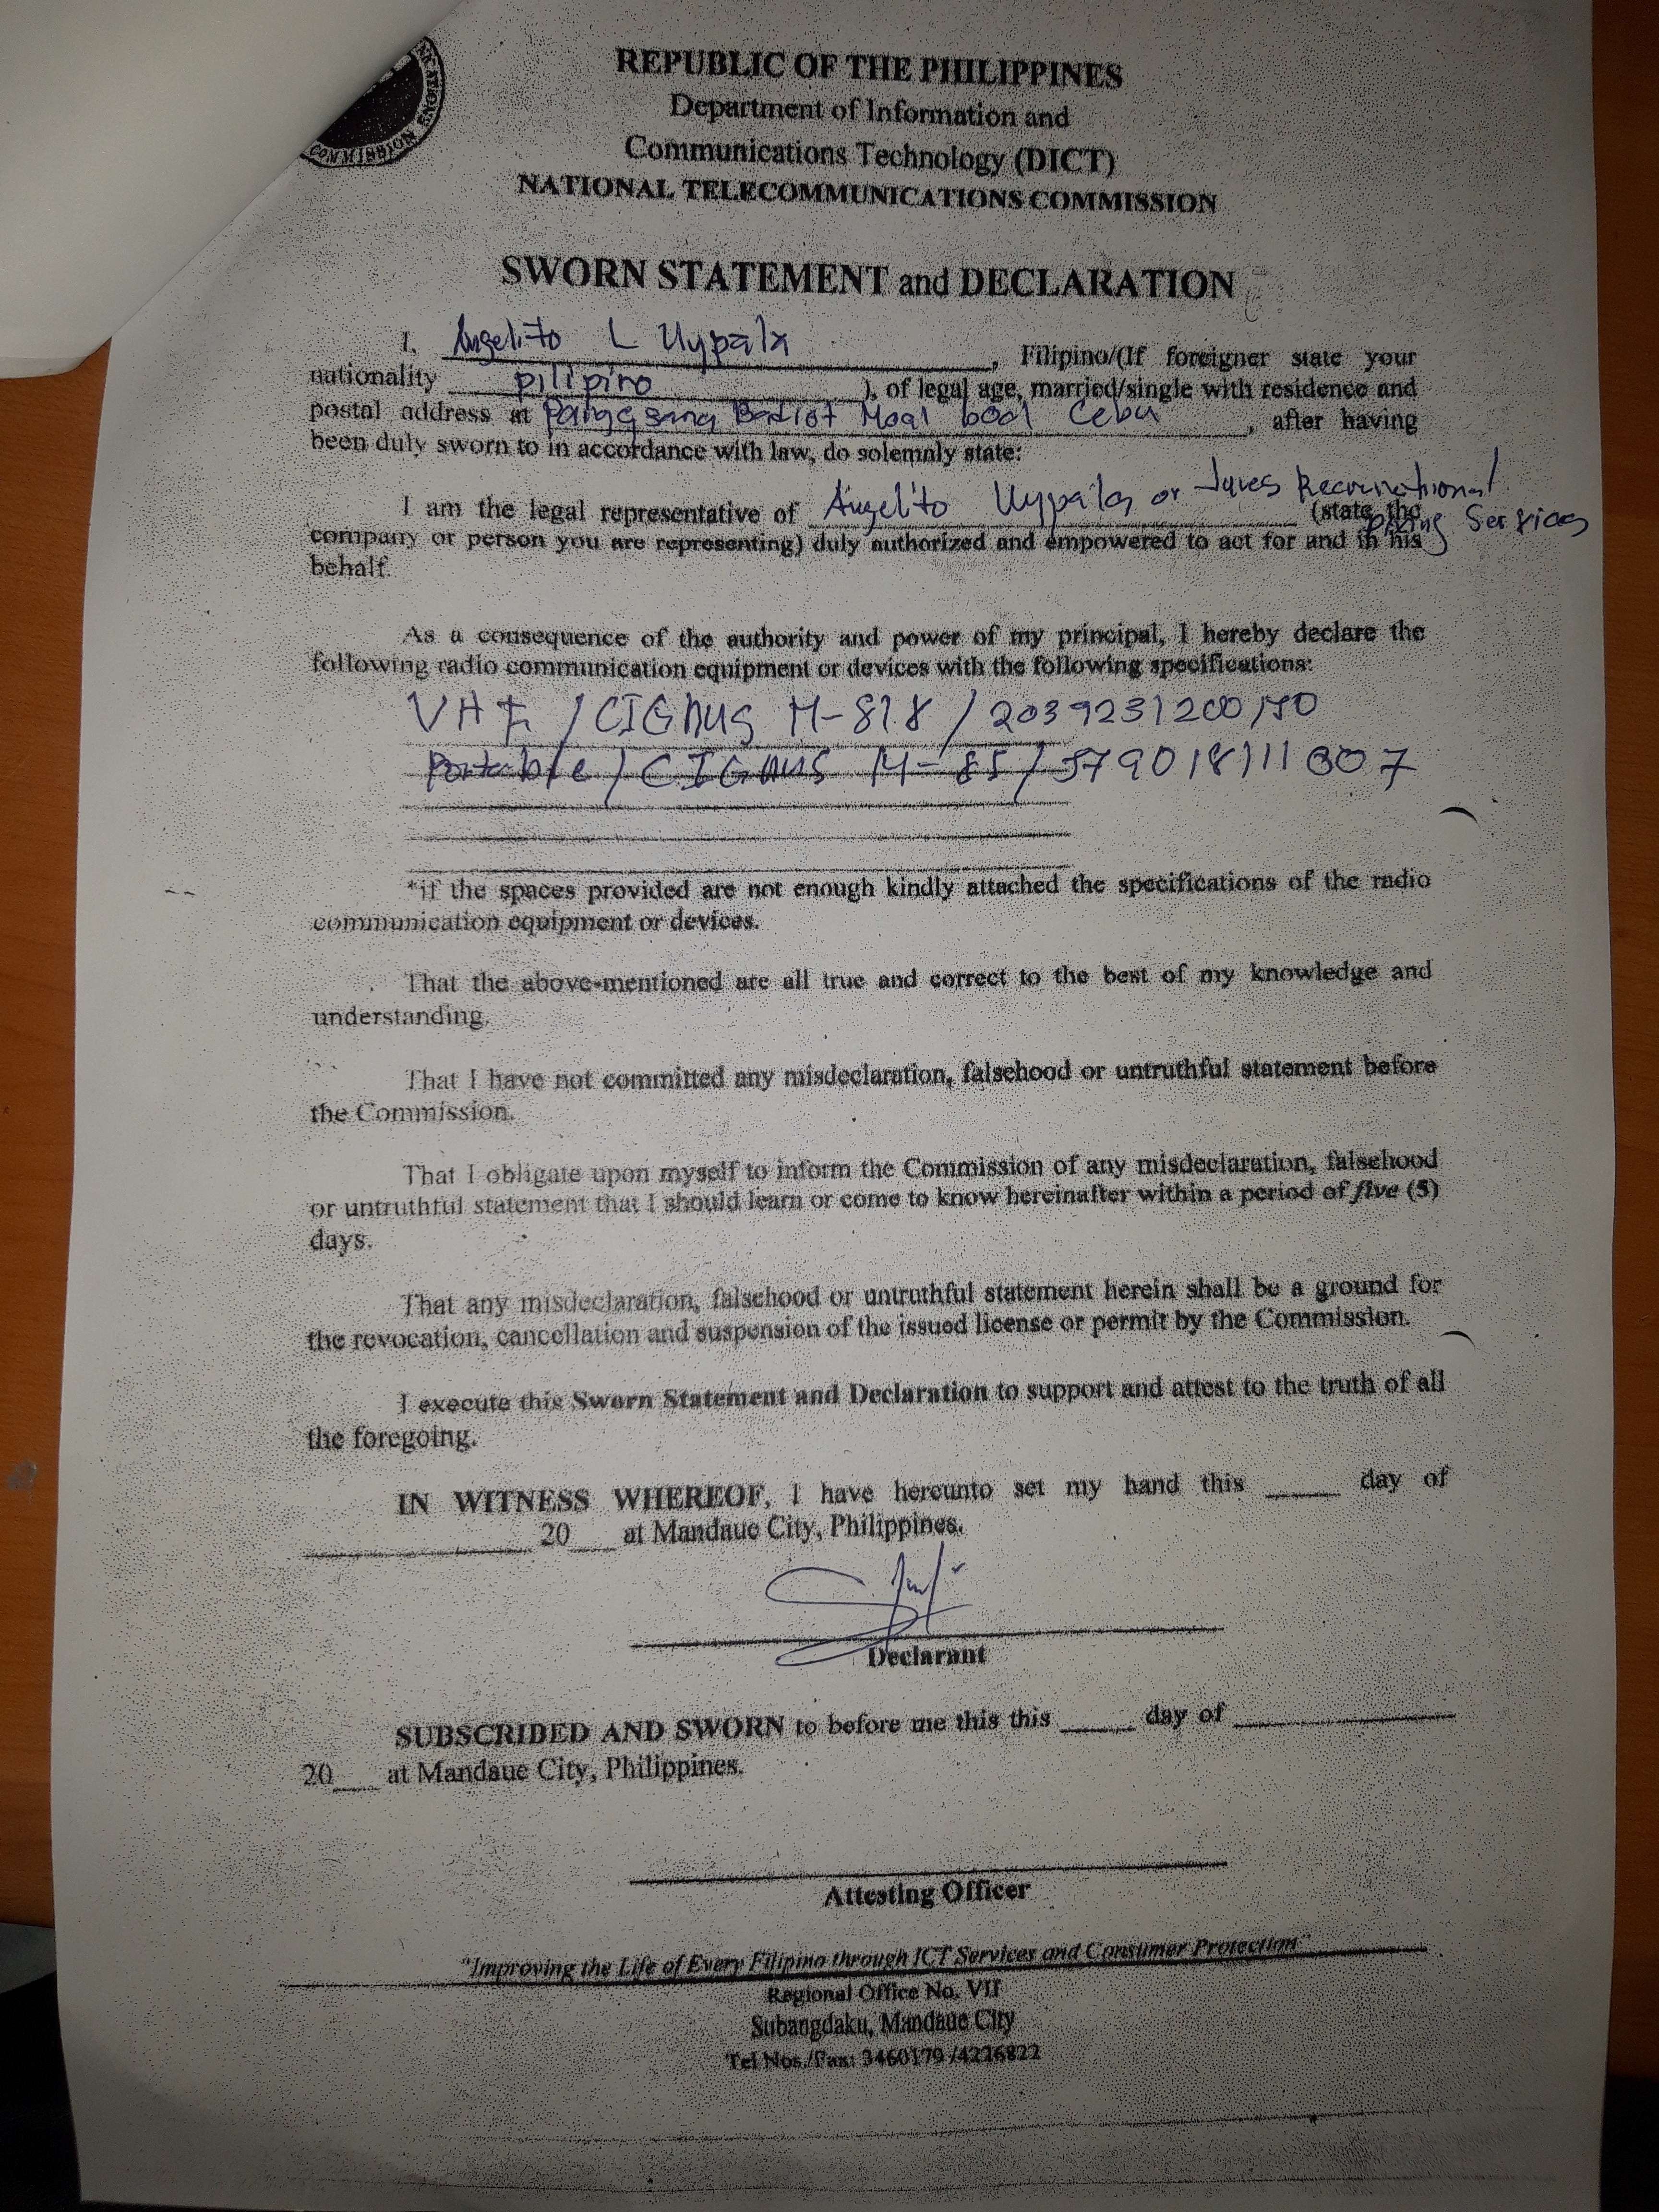 COMMISSION
REPUBLIC OF THE PHILIPPINES
Department of Information and
Communications Technology (DICT)
NATIONAL TELECOMMUNICATIONS COMMISSION
SWORN STATEMENT and DECLARATION
I, Angelito L Uypala, Filipino/(If foreigner state your
nationality pilipino), of legal age, married/single with residence and
postal address at Panagsama Basdiot Moal boal Cebu, after having
been duly sworn to in accordance with law, do solemnly state:
I am the legal representative of Angelito Uypala or Recreational (state the
Diving Services
company or person you are representing) duly authorized and empowered to act for and in his
behalf.
As a consequence of the authority and power of my principal, I hereby declare the
following radio communication equipment or devices with the following specifications:
VHF / CIGNUS M-818 /
Portable / CIGNUS M-85 /
*if the spaces provided are not enough kindly attached the specifications of the radio
communication equipment or devices.
That the above-mentioned are all true and correct to the best of my knowledge and
understanding.
That I have not committed any misdeclaration, falsehood or untruthful statement before
the Commission.
That I obligate upon myself to inform the Commission of any misdeclaration, falsehood
or untruthful statement that I should learn or come to know hereinafter within a period of five (5)
days.
That any misdeclaration, falsehood or untruthful statement herein shall be a ground for
the revocation, cancellation and suspension of the issued license or permit by the Commission.
I execute this Sworn Statement and Declaration to support and attest to the truth of all
the foregoing.
IN WITNESS WHEREOF, I have hereunto set my hand this _____ day of
_______________ 20___ at Mandaue City, Philippines.
Declarant
SUBSCRIDED AND SWORN to before me this this _____ day of _______________
20___ at Mandaue City, Philippines.
Attesting Officer
"Improving the Life of Every Filipino through ICT Services and Consumer Protection"
Regional Office No. VII
Subangdaku, Mandaue City
Tel Nos./Fax: 3460179 /4226822